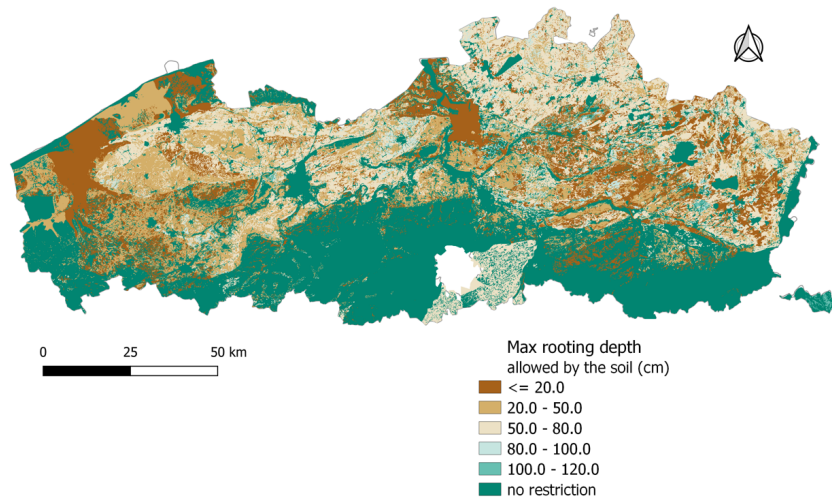 0 25 50 km
Max rooting depth
allowed by the soil (cm)
<= 20.0
20.0 - 50.0
50.0 - 80.0
80.0 - 100.0
100.0 - 120.0
no restriction